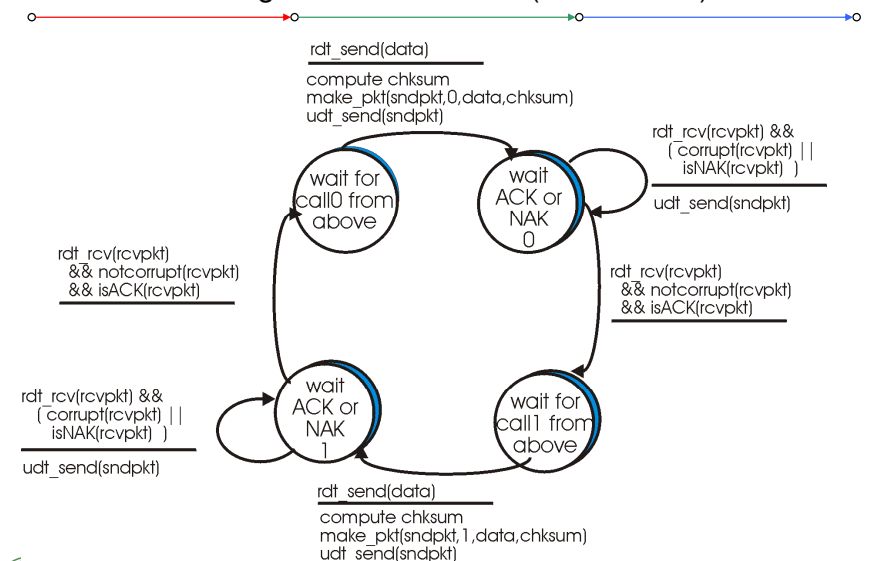 rdt_send(data)
compute chksum
make_pkt(sndpkt,0,data,chksum)
udt_send(sndpkt)
rdt_rcv(rcvpkt) &&
( corrupt(rcvpkt) ||
isNAK(rcvpkt) )
udt_send(sndpkt)
wait for
call0 from
above
wait
ACK or
NAK
0
rdt_rcv(rcvpkt)
&& notcorrupt(rcvpkt)
&& isACK(rcvpkt)
rdt_rcv(rcvpkt)
&& notcorrupt(rcvpkt)
&& isACK(rcvpkt)
rdt_rcv(rcvpkt) &&
( corrupt(rcvpkt) ||
isNAK(rcvpkt) )
udt_send(sndpkt)
wait
ACK or
NAK
1
wait for
call1 from
above
rdt_send(data)
compute chksum
make_pkt(sndpkt,1,data,chksum)
udt_send(sndpkt)